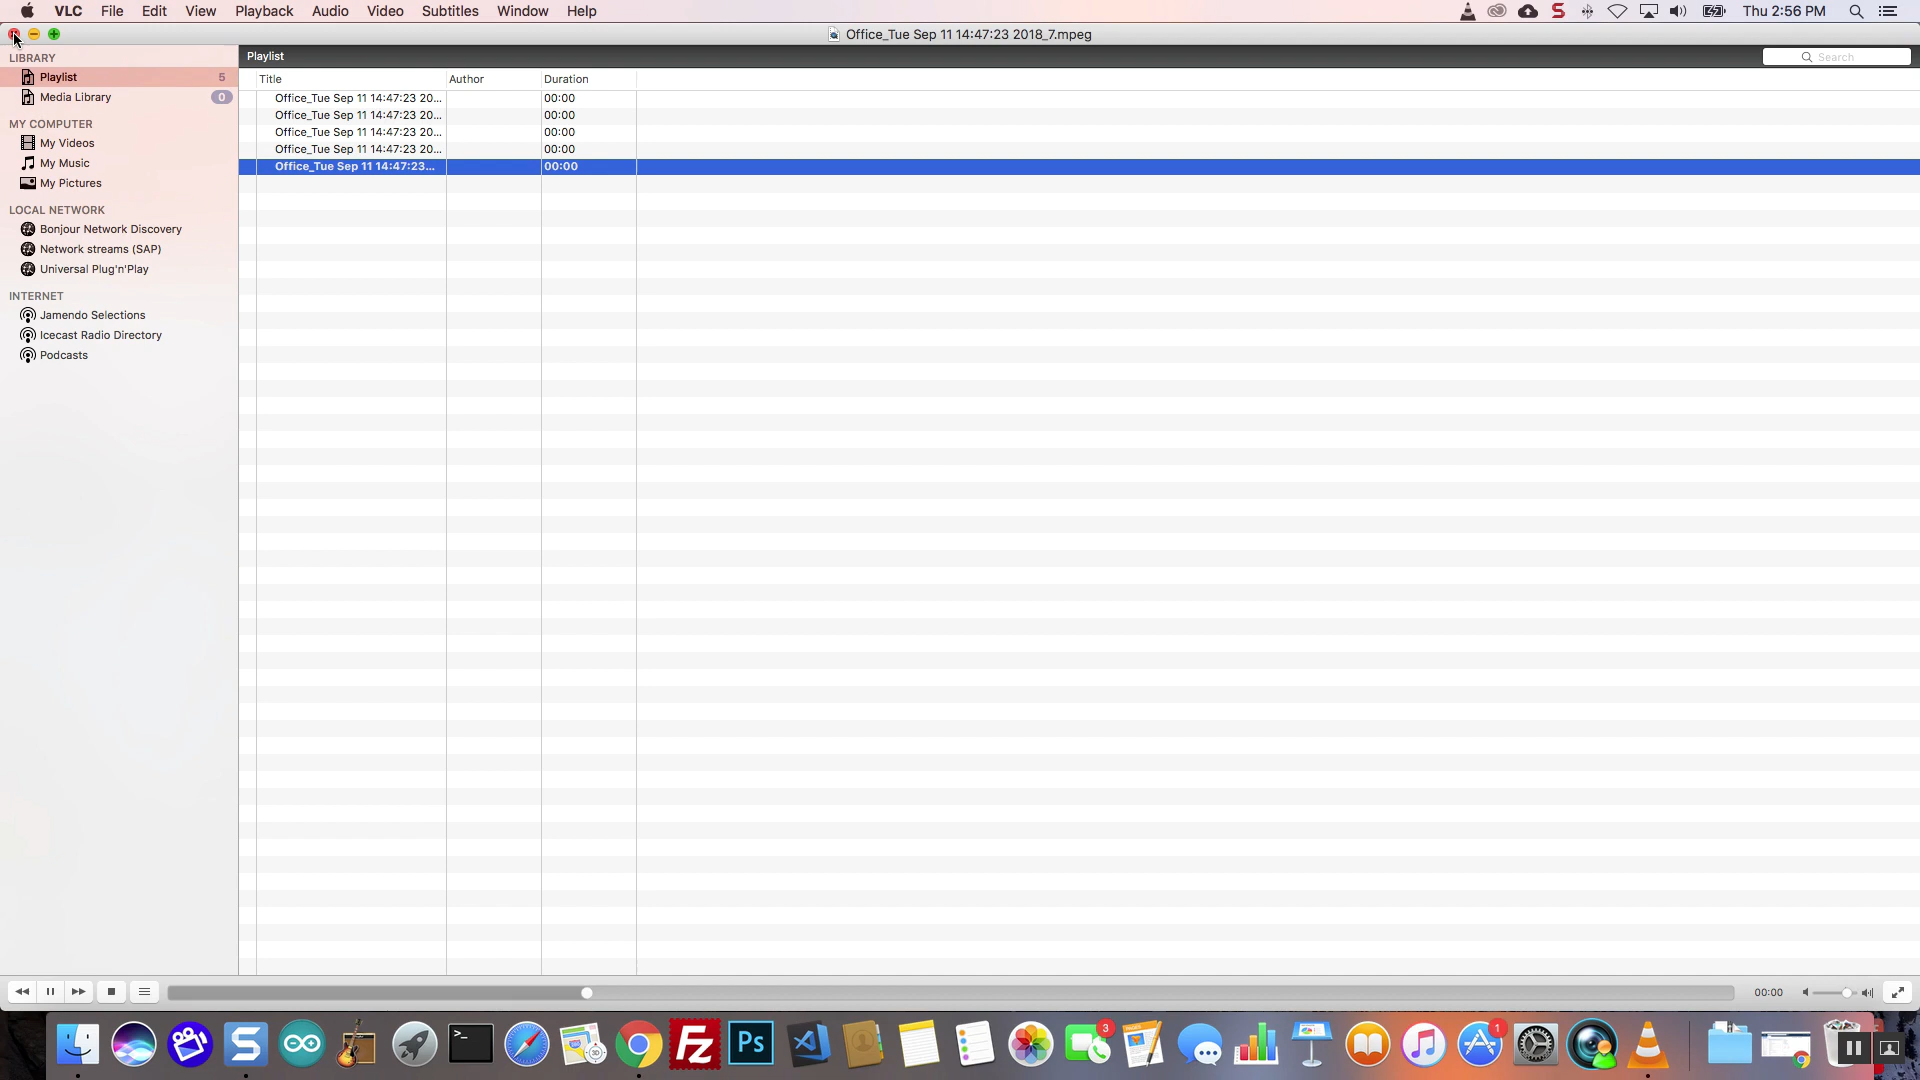 VLC File Edit View Playback Audio Video Subtitles Window Help
Thu 2:56 PM
Office_Tue Sep 11 14:47:23 2018_7.mpeg
LIBRARY
Playlist 5
Media Library 0
MY COMPUTER
My Videos
My Music
My Pictures
LOCAL NETWORK
Bonjour Network Discovery
Network streams (SAP)
Universal Plug'n'Play
INTERNET
Jamendo Selections
Icecast Radio Directory
Podcasts
Playlist
Search
Title Author Duration
Office_Tue Sep 11 14:47:23 20... 00:00
Office_Tue Sep 11 14:47:23 20... 00:00
Office_Tue Sep 11 14:47:23 20... 00:00
Office_Tue Sep 11 14:47:23 20... 00:00
Office_Tue Sep 11 14:47:23... 00:00
00:00
S >_ 3D Fz Ps 3 1